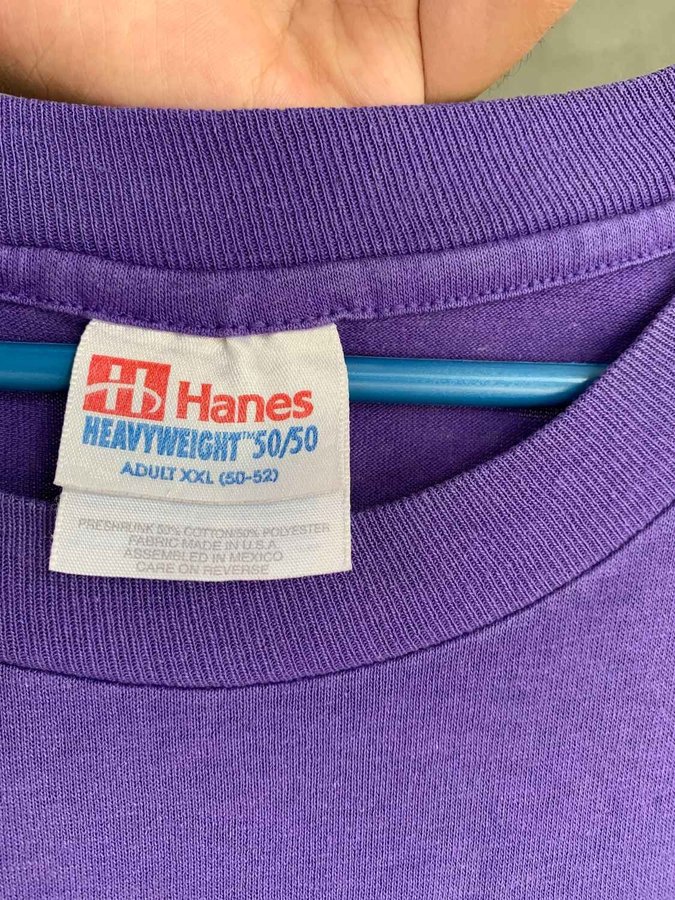 Hanes
HEAVYWEIGHT™ 50/50
ADULT XXL (50-52)
PRESHRUNK 50% COTTON/50% POLYESTER
FABRIC MADE IN U.S.A
ASSEMBLED IN MEXICO
CARE ON REVERSE